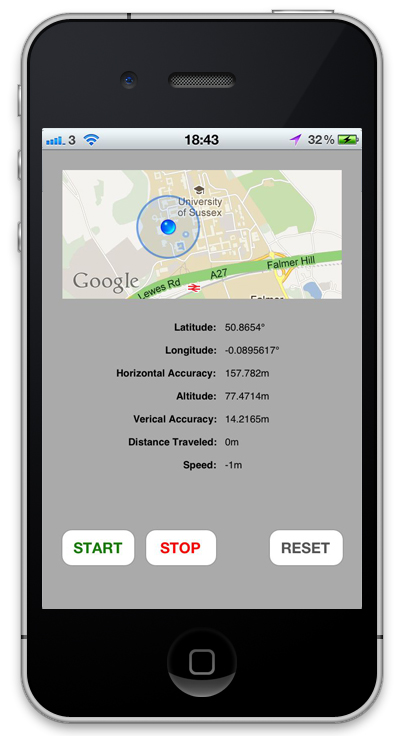 3 18:43 32%
University
of Sussex
Google
Lewes Rd A27 Falmer Hill
Falmer
Latitude: 50.8654°
Longitude: -0.0895617°
Horizontal Accuracy: 157.782m
Altitude: 77.4714m
Verical Accuracy: 14.2165m
Distance Traveled: 0m
Speed: -1m
START STOP RESET